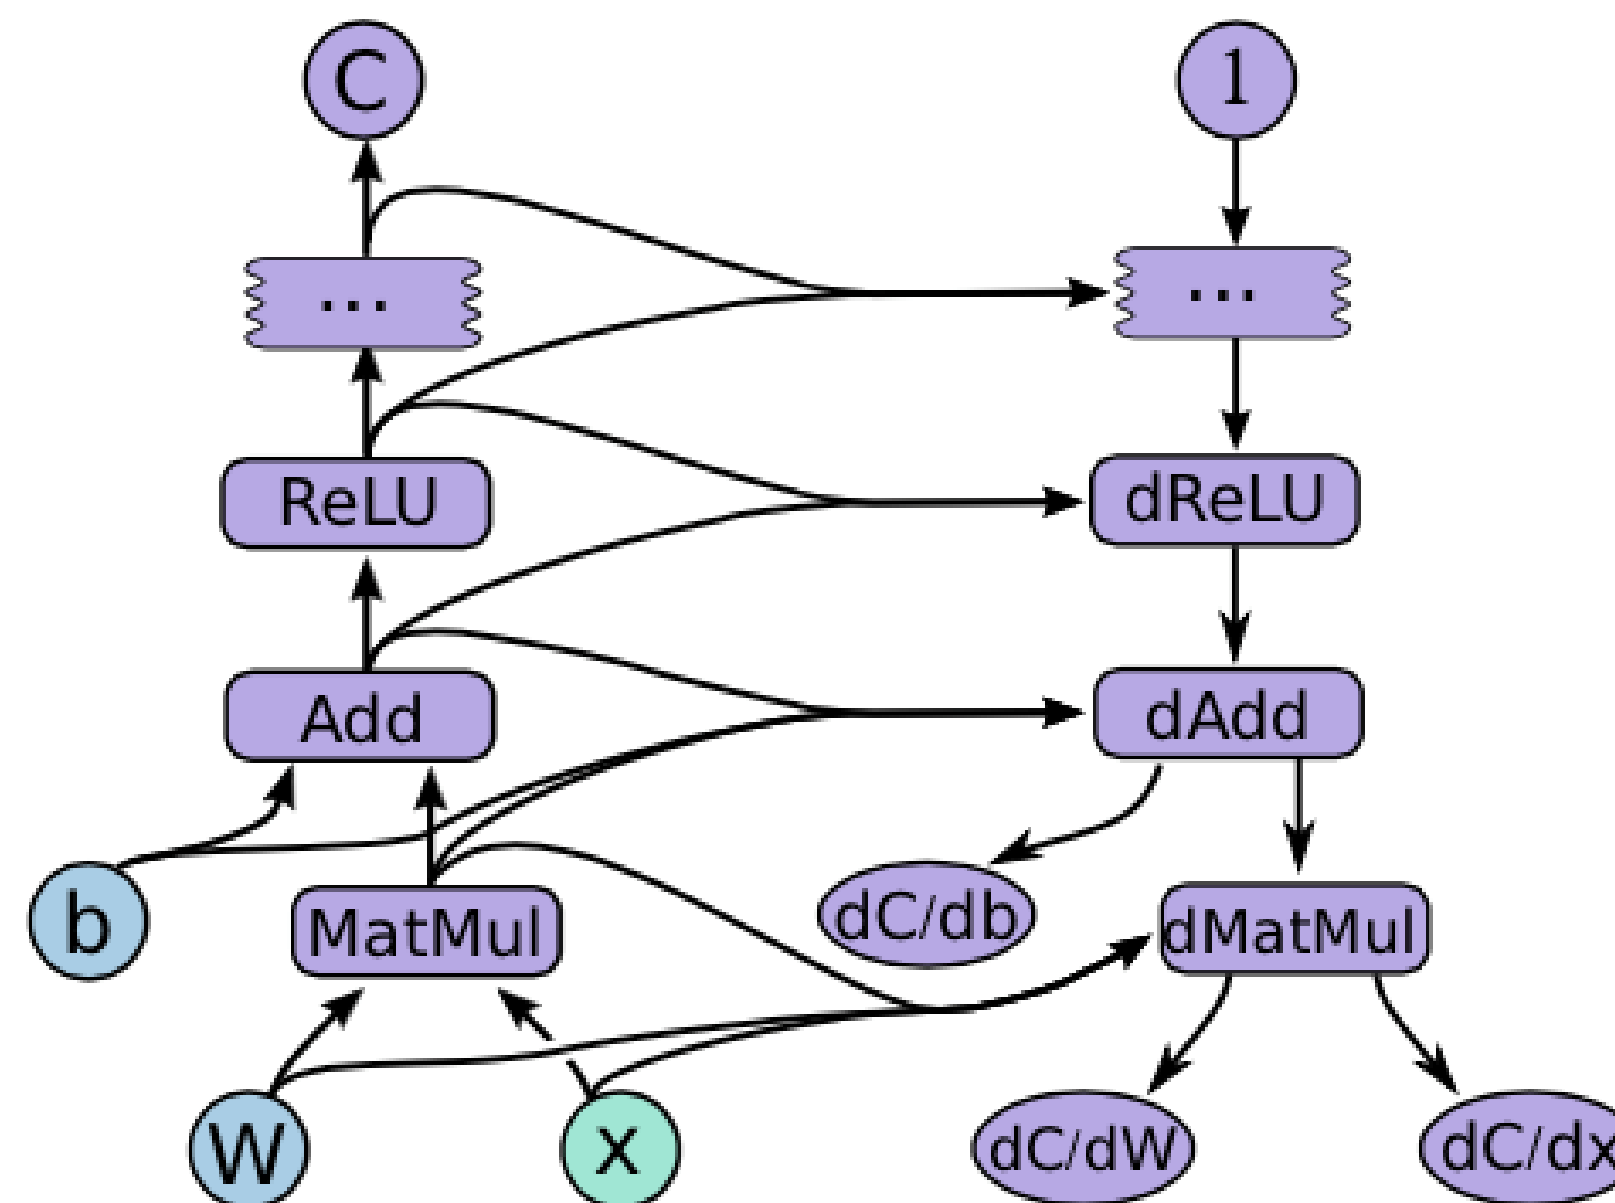 C
1
...
...
ReLU
dReLU
Add
dAdd
b
MatMul
dC/db
dMatMul
W
x
dC/dW
dC/dx